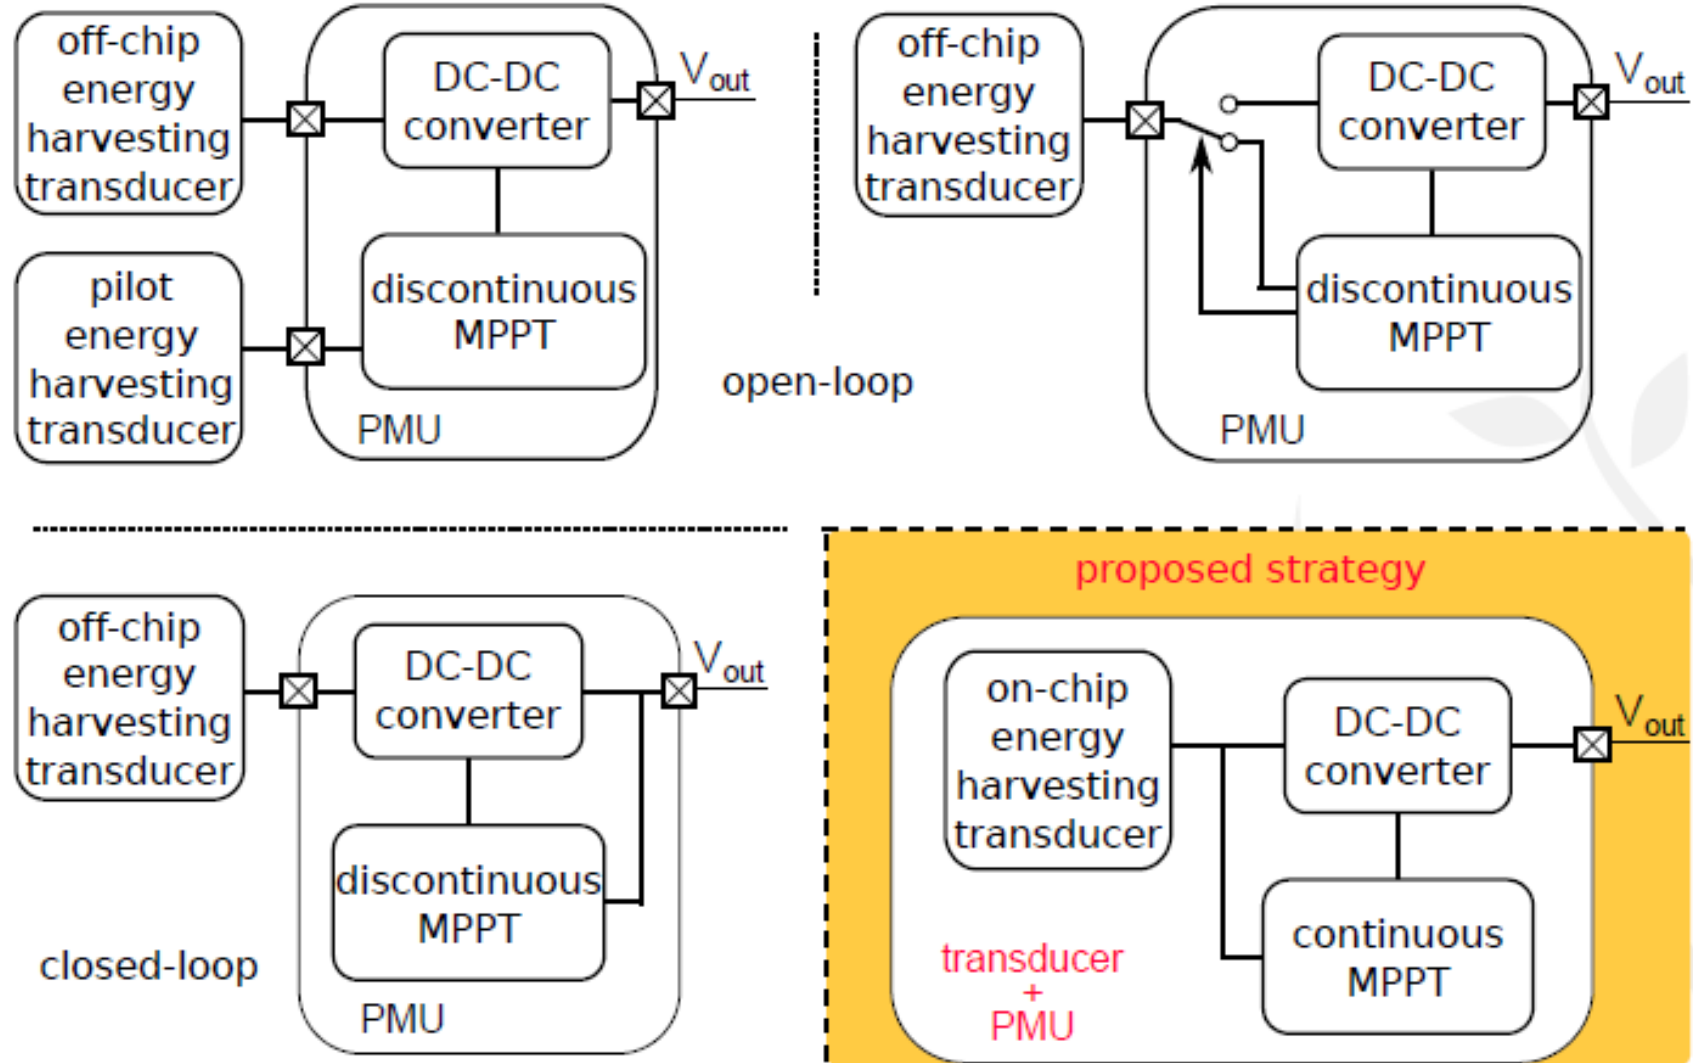 off-chip
energy
harvesting
transducer
DC-DC
converter
Vout
pilot
energy
harvesting
transducer
discontinuous
MPPT
PMU
open-loop
off-chip
energy
harvesting
transducer
DC-DC
converter
Vout
discontinuous
MPPT
PMU
off-chip
energy
harvesting
transducer
DC-DC
converter
Vout
discontinuous
MPPT
closed-loop
PMU
proposed strategy
on-chip
energy
harvesting
transducer
DC-DC
converter
Vout
continuous
MPPT
transducer
+
PMU